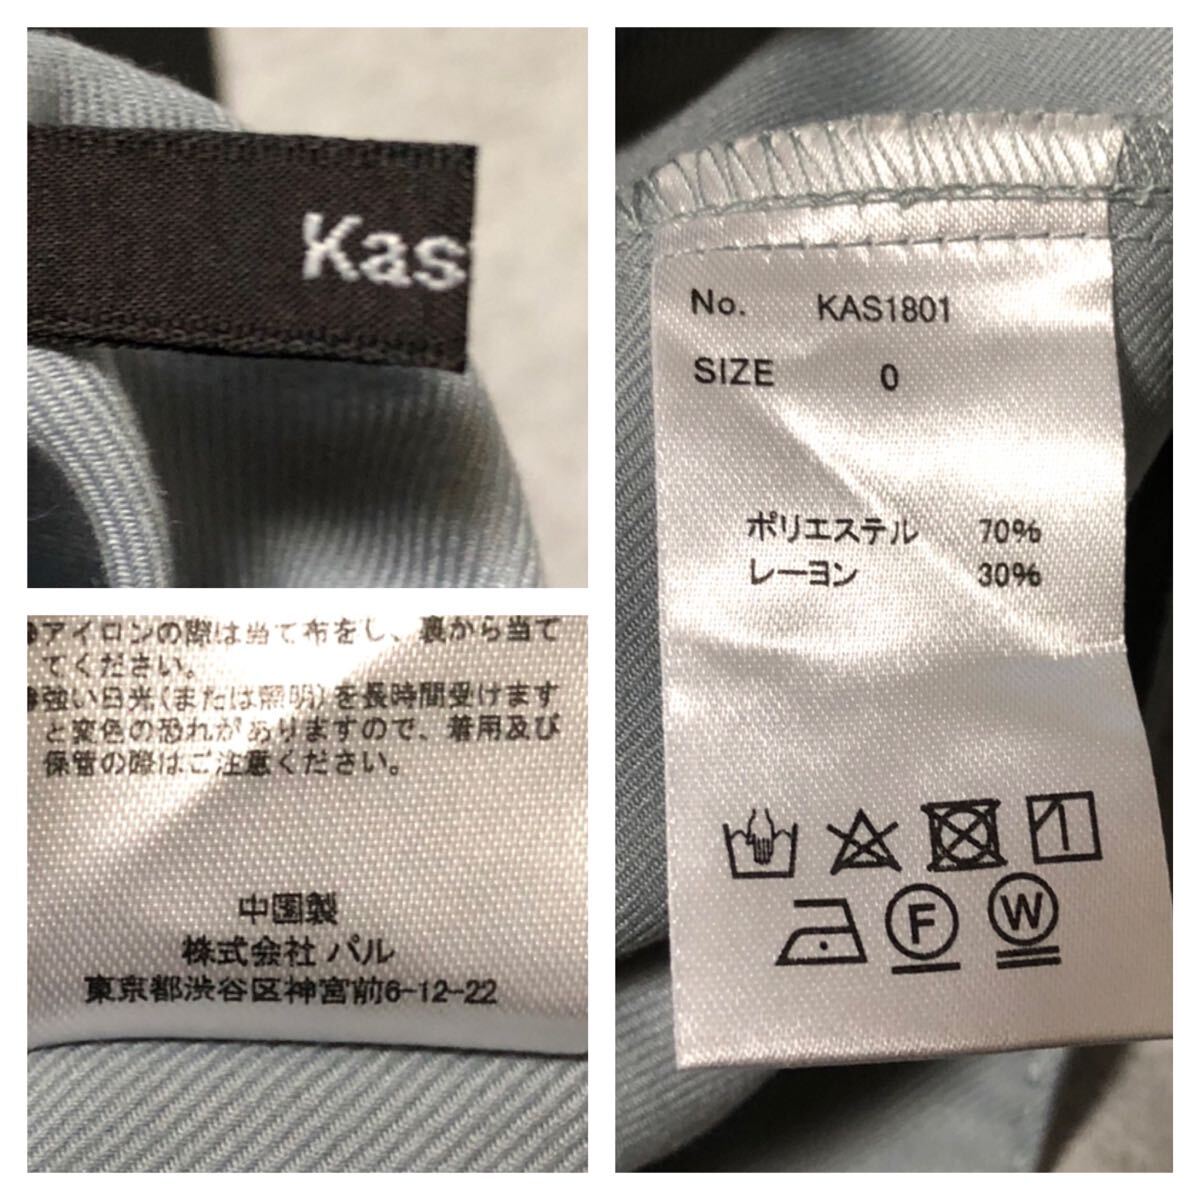 Kas
No. KAS1801
SIZE 0
ポリエステル 70%
レーヨン 30%
F W
●アイロンの際は当て布をし、裏から当て
てください。
●強い日光(または照明)を長時間受けます
と変色の恐れがありますので、着用及び
保管の際はご注意ください。
中国製
株式会社 パル
東京都渋谷区神宮前6-12-22